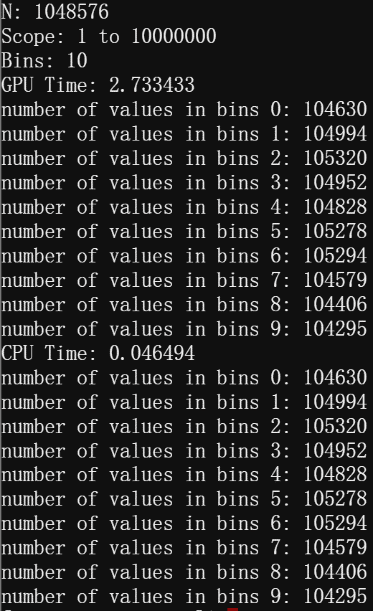 N: 1048576
Scope: 1 to 10000000
Bins: 10
GPU Time: 2.733433
number of values in bins 0: 104630
number of values in bins 1: 104994
number of values in bins 2: 105320
number of values in bins 3: 104952
number of values in bins 4: 104828
number of values in bins 5: 105278
number of values in bins 6: 105294
number of values in bins 7: 104579
number of values in bins 8: 104406
number of values in bins 9: 104295
CPU Time: 0.046494
number of values in bins 0: 104630
number of values in bins 1: 104994
number of values in bins 2: 105320
number of values in bins 3: 104952
number of values in bins 4: 104828
number of values in bins 5: 105278
number of values in bins 6: 105294
number of values in bins 7: 104579
number of values in bins 8: 104406
number of values in bins 9: 104295